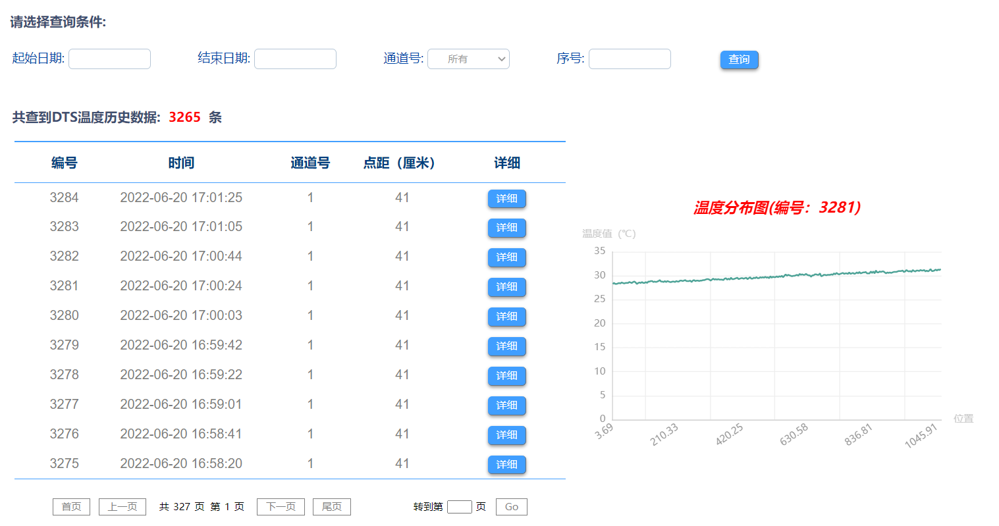 请选择查询条件:
起始日期: 结束日期: 通道号: 所有 序号: 查询
共查到DTS温度历史数据: 3265 条
编号 时间 通道号 点距（厘米） 详细
3284 2022-06-20 17:01:25 1 41 详细
3283 2022-06-20 17:01:05 1 41 详细
3282 2022-06-20 17:00:44 1 41 详细
3281 2022-06-20 17:00:24 1 41 详细
3280 2022-06-20 17:00:03 1 41 详细
3279 2022-06-20 16:59:42 1 41 详细
3278 2022-06-20 16:59:22 1 41 详细
3277 2022-06-20 16:59:01 1 41 详细
3276 2022-06-20 16:58:41 1 41 详细
3275 2022-06-20 16:58:20 1 41 详细
首页 上一页 共 327 页 第 1 页 下一页 尾页 转到第 页 Go
温度分布图(编号：3281)
温度值（℃）
35
30
25
20
15
10
5
0
位置
3.69 210.33 420.25 630.58 836.81 1045.91